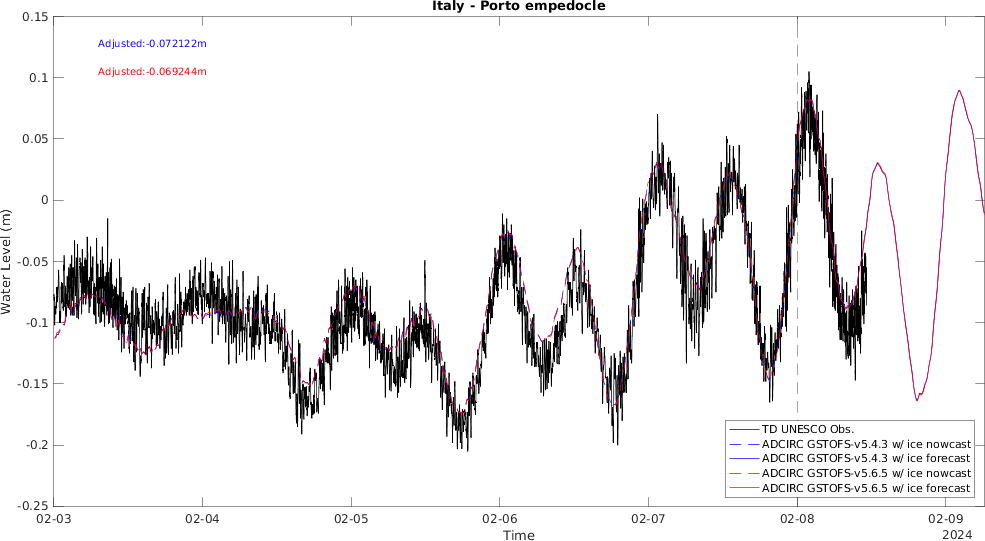 Italy - Porto empedocle
0.15
Adjusted:-0.072122m
Adjusted:-0.069244m
0.1
0.05
0
-0.05
-0.1
-0.15
-0.2
-0.25
Water Level (m)
TD UNESCO Obs.
ADCIRC GSTOFS-v5.4.3 w/ ice nowcast
ADCIRC GSTOFS-v5.4.3 w/ ice forecast
ADCIRC GSTOFS-v5.6.5 w/ ice nowcast
ADCIRC GSTOFS-v5.6.5 w/ ice forecast
02-03 02-04 02-05 02-06 02-07 02-08 02-09
Time
2024